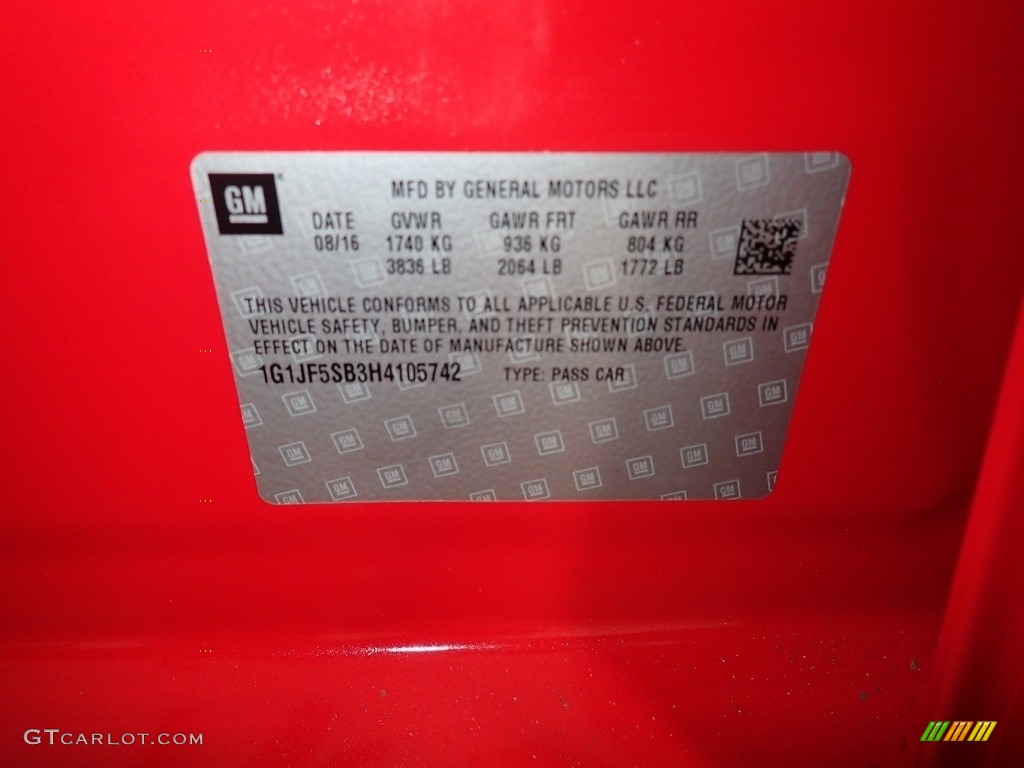 GM
MFD BY GENERAL MOTORS LLC
DATE GVWR GAWR FRT GAWR RR
08/16 1740 KG 936 KG 804 KG
3836 LB 2064 LB 1772 LB
THIS VEHICLE CONFORMS TO ALL APPLICABLE U.S. FEDERAL MOTOR
VEHICLE SAFETY, BUMPER, AND THEFT PREVENTION STANDARDS IN
EFFECT ON THE DATE OF MANUFACTURE SHOWN ABOVE.
1G1JF5SB3H4105742 TYPE: PASS CAR
GTCARLOT.COM